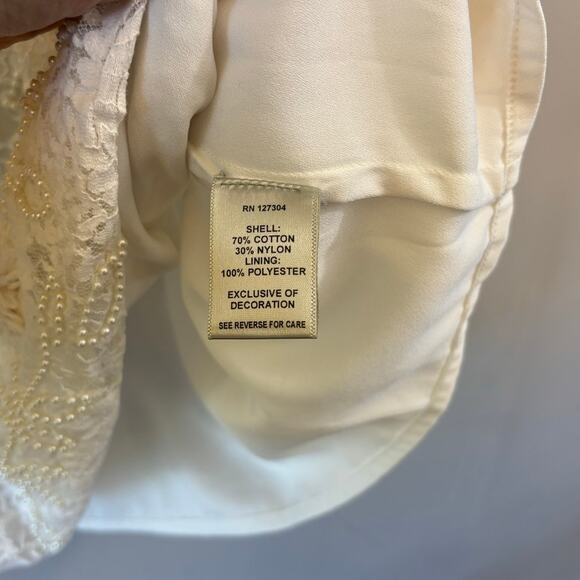 RN 127304
SHELL:
70% COTTON
30% NYLON
LINING:
100% POLYESTER
EXCLUSIVE OF
DECORATION
SEE REVERSE FOR CARE